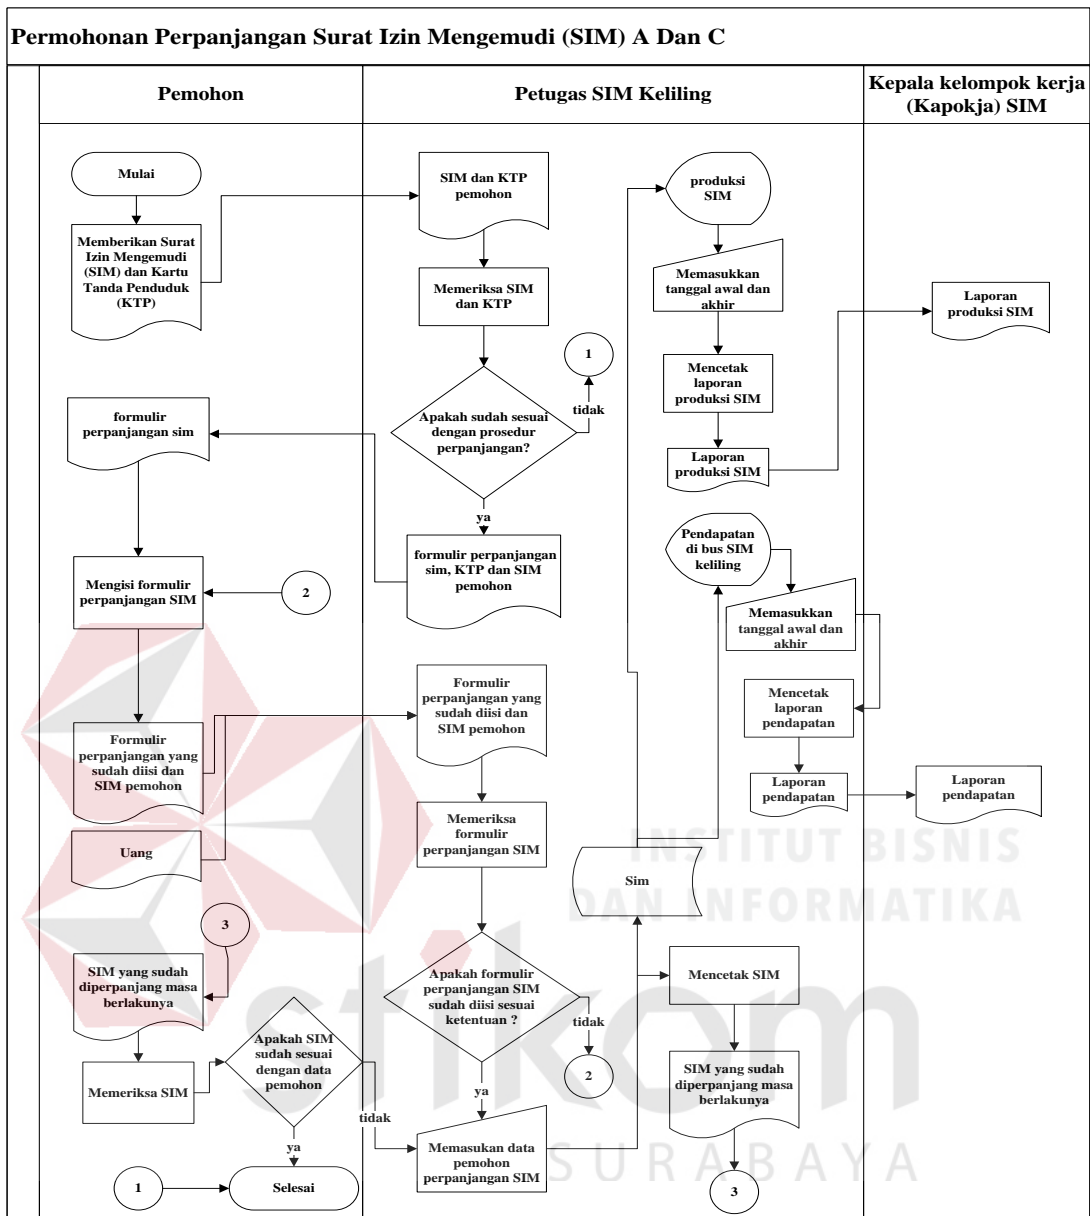 Permohonan Perpanjangan Surat Izin Mengemudi (SIM) A Dan C
Pemohon
Petugas SIM Keliling
Kepala kelompok kerja
(Kapokja) SIM
Mulai
Memberikan Surat
Izin Mengemudi
(SIM) dan Kartu
Tanda Penduduk
(KTP)
SIM dan KTP
pemohon
Memeriksa SIM
dan KTP
Apakah sudah sesuai
dengan prosedur
perpanjangan?
tidak
1
ya
formulir perpanjangan
sim, KTP dan SIM
pemohon
formulir
perpanjangan sim
Mengisi formulir
perpanjangan SIM
2
Formulir
perpanjangan yang
sudah diisi dan
SIM pemohon
Uang
Formulir
perpanjangan yang
sudah diisi dan
SIM pemohon
Memeriksa
formulir
perpanjangan SIM
Apakah formulir
perpanjangan SIM
sudah diisi sesuai
ketentuan ?
tidak
2
ya
Memasukan data
pemohon
perpanjangan SIM
Sim
Mencetak SIM
SIM yang sudah
diperpanjang masa
berlakunya
3
produksi
SIM
Memasukkan
tanggal awal dan
akhir
Mencetak
laporan
produksi SIM
Laporan
produksi SIM
Laporan
produksi SIM
Pendapatan
di bus SIM
keliling
Memasukkan
tanggal awal dan
akhir
Mencetak
laporan
pendapatan
Laporan
pendapatan
Laporan
pendapatan
3
SIM yang sudah
diperpanjang masa
berlakunya
Memeriksa SIM
Apakah SIM
sudah sesuai
dengan data
pemohon
tidak
ya
1
Selesai
INSTITUT BISNIS
DAN INFORMATIKA
stikom
SURABAYA